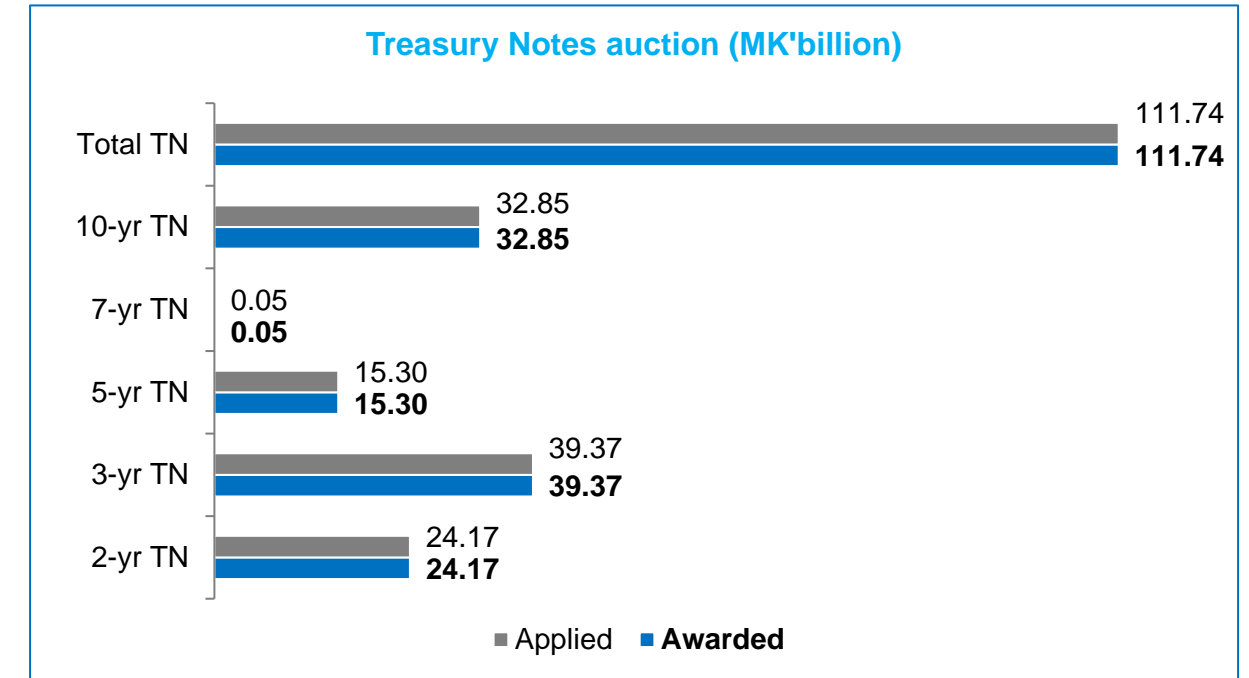 Treasury Notes auction (MK'billion)
Total TN
111.74
111.74
10-yr TN
32.85
32.85
7-yr TN
0.05
0.05
5-yr TN
15.30
15.30
3-yr TN
39.37
39.37
2-yr TN
24.17
24.17
Applied Awarded